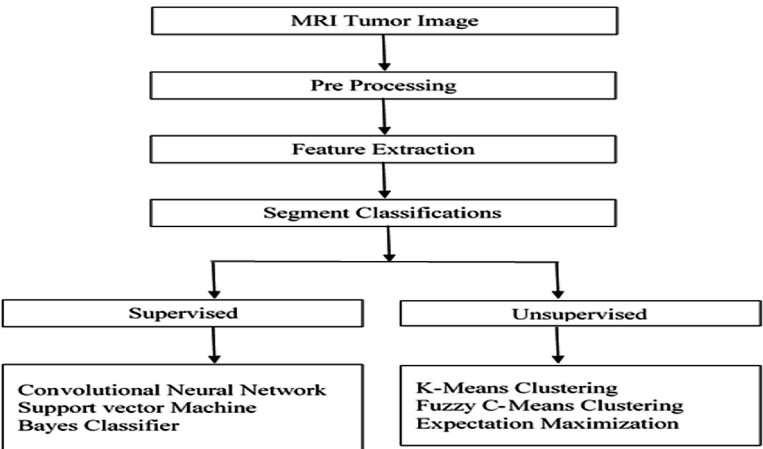 MRI Tumor Image
Pre Processing
Feature Extraction
Segment Classifications
Supervised
Unsupervised
Convolutional Neural Network
Support vector Machine
Bayes Classifier
K-Means Clustering
Fuzzy C-Means Clustering
Expectation Maximization